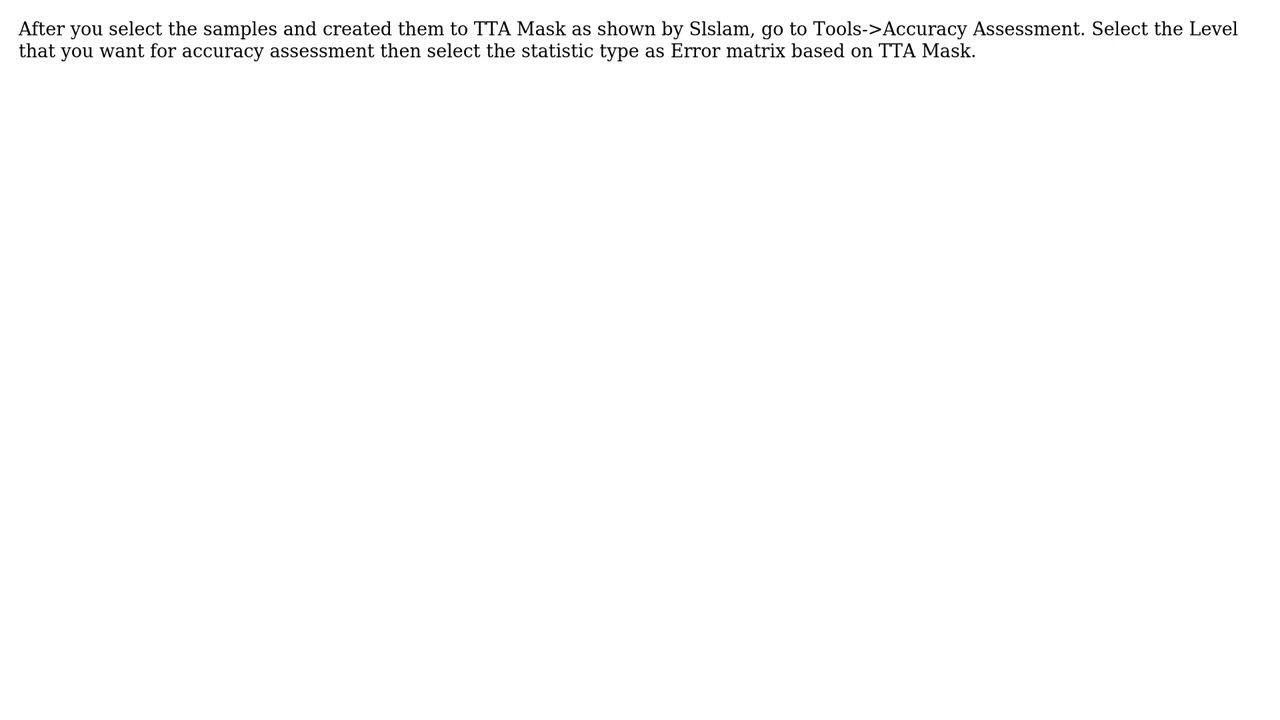 After you select the samples and created them to TTA Mask as shown by Slslam, go to Tools->Accuracy Assessment. Select the Level
that you want for accuracy assessment then select the statistic type as Error matrix based on TTA Mask.